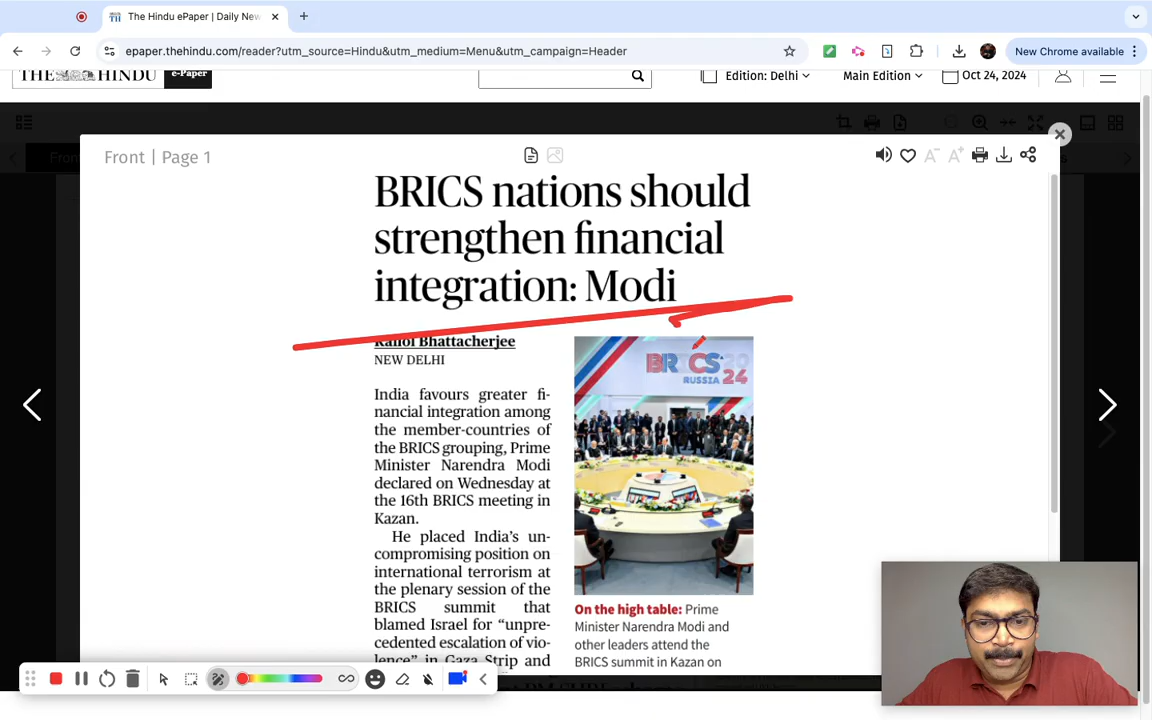 The Hindu ePaper | Daily New
epaper.thehindu.com/reader?utm_source=Hindu&utm_medium=Menu&utm_campaign=Header
New Chrome available
THE HINDU e-Paper
Edition: Delhi
Main Edition
Oct 24, 2024
Front | Page 1
A- A+
BRICS nations should
strengthen financial
integration: Modi
Kallol Bhattacherjee
NEW DELHI
India favours greater fi-
nancial integration among
the member-countries of
the BRICS grouping, Prime
Minister Narendra Modi
declared on Wednesday at
the 16th BRICS meeting in
Kazan.
He placed India's un-
compromising position on
international terrorism at
the plenary session of the
BRICS summit that
blamed Israel for “unpre-
cedented escalation of vio-
lence” in Gaza Strip and
BRICS 20
RUSSIA 24
On the high table: Prime
Minister Narendra Modi and
other leaders attend the
BRICS summit in Kazan on